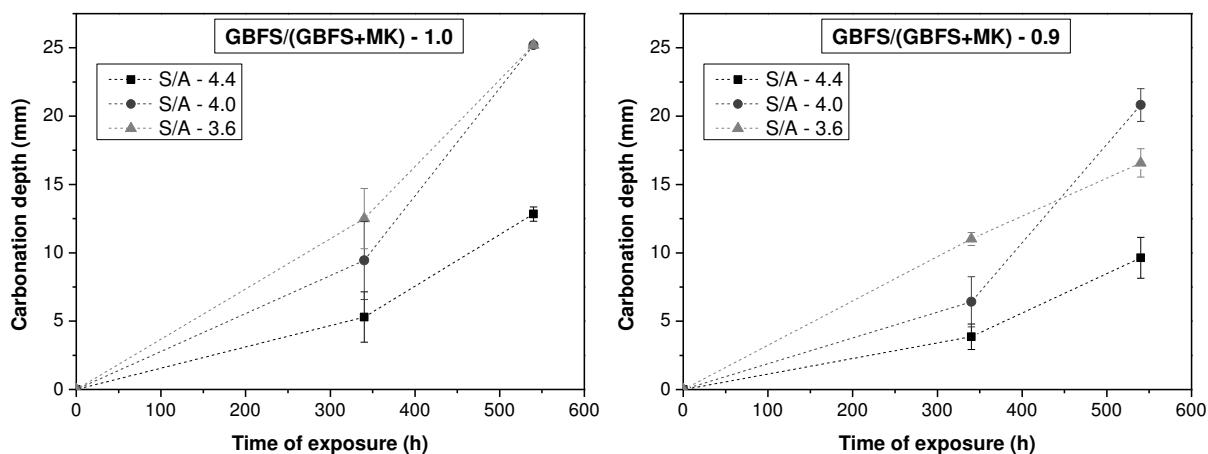 GBFS/(GBFS+MK) - 1.0
S/A - 4.4
S/A - 4.0
S/A - 3.6
25
20
15
10
5
0
Carbonation depth (mm)
0 100 200 300 400 500 600
Time of exposure (h)
GBFS/(GBFS+MK) - 0.9
S/A - 4.4
S/A - 4.0
S/A - 3.6
25
20
15
10
5
0
Carbonation depth (mm)
0 100 200 300 400 500 600
Time of exposure (h)